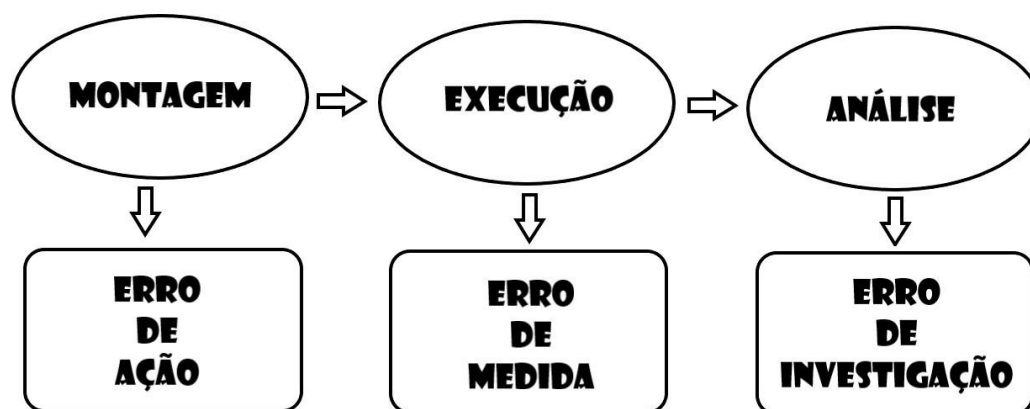 MONTAGEM
EXECUÇÃO
ANÁLISE
ERRO
DE
AÇÃO
ERRO
DE
MEDIDA
ERRO
DE
INVESTIGAÇÃO